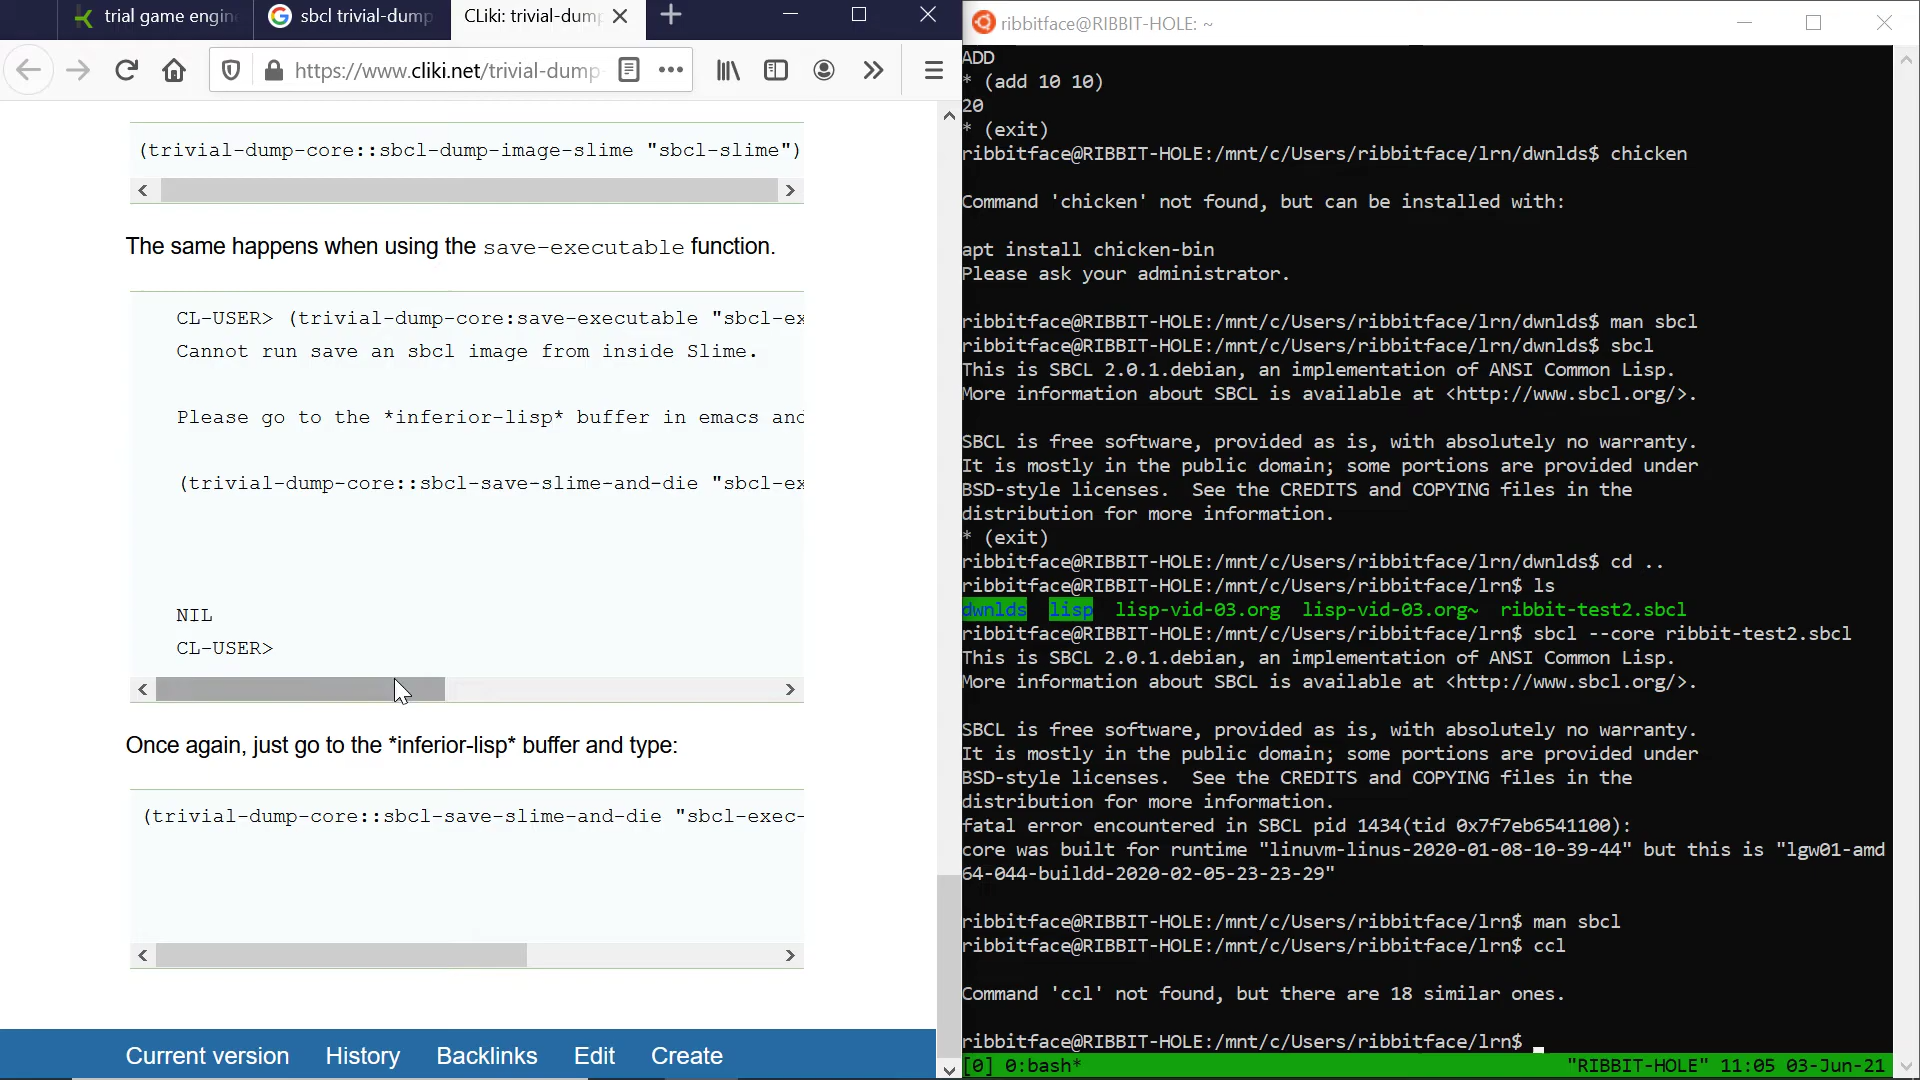 trial game engin
sbcl trivial-dump
CLiki: trivial-dump
https://www.cliki.net/trivial-dump-
(trivial-dump-core::sbcl-dump-image-slime "sbcl-slime")
The same happens when using the save-executable function.
CL-USER> (trivial-dump-core:save-executable "sbcl-ex
Cannot run save an sbcl image from inside Slime.
Please go to the *inferior-lisp* buffer in emacs and
(trivial-dump-core::sbcl-save-slime-and-die "sbcl-ex
NIL
CL-USER>
Once again, just go to the *inferior-lisp* buffer and type:
(trivial-dump-core::sbcl-save-slime-and-die "sbcl-exec-
Current version History Backlinks Edit Create
ribbitface@RIBBIT-HOLE: ~
ADD
* (add 10 10)
20
* (exit)
ribbitface@RIBBIT-HOLE:/mnt/c/Users/ribbitface/lrn/dwnlds$ chicken
Command 'chicken' not found, but can be installed with:
apt install chicken-bin
Please ask your administrator.
ribbitface@RIBBIT-HOLE:/mnt/c/Users/ribbitface/lrn/dwnlds$ man sbcl
ribbitface@RIBBIT-HOLE:/mnt/c/Users/ribbitface/lrn/dwnlds$ sbcl
This is SBCL 2.0.1.debian, an implementation of ANSI Common Lisp.
More information about SBCL is available at <http://www.sbcl.org/>.
SBCL is free software, provided as is, with absolutely no warranty.
It is mostly in the public domain; some portions are provided under
BSD-style licenses.  See the CREDITS and COPYING files in the
distribution for more information.
* (exit)
ribbitface@RIBBIT-HOLE:/mnt/c/Users/ribbitface/lrn/dwnlds$ cd ..
ribbitface@RIBBIT-HOLE:/mnt/c/Users/ribbitface/lrn$ ls
dwnlds  lisp  lisp-vid-03.org  lisp-vid-03.org~  ribbit-test2.sbcl
ribbitface@RIBBIT-HOLE:/mnt/c/Users/ribbitface/lrn$ sbcl --core ribbit-test2.sbcl
This is SBCL 2.0.1.debian, an implementation of ANSI Common Lisp.
More information about SBCL is available at <http://www.sbcl.org/>.
SBCL is free software, provided as is, with absolutely no warranty.
It is mostly in the public domain; some portions are provided under
BSD-style licenses.  See the CREDITS and COPYING files in the
distribution for more information.
fatal error encountered in SBCL pid 1434(tid 0x7f7eb6541100):
core was built for runtime "linuvm-linus-2020-01-08-10-39-44" but this is "lgw01-amd
64-044-buildd-2020-02-05-23-23-29"
ribbitface@RIBBIT-HOLE:/mnt/c/Users/ribbitface/lrn$ man sbcl
ribbitface@RIBBIT-HOLE:/mnt/c/Users/ribbitface/lrn$ ccl
Command 'ccl' not found, but there are 18 similar ones.
ribbitface@RIBBIT-HOLE:/mnt/c/Users/ribbitface/lrn$
[0] 0:bash* "RIBBIT-HOLE" 11:05 03-Jun-21